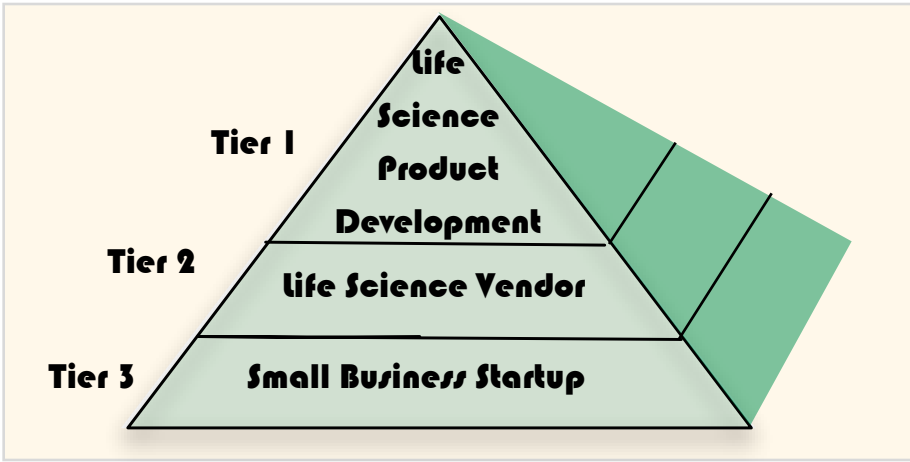 Life
Science
Tier 1
Product
Development
Tier 2
Life Science Vendor
Tier 3
Small Business Startup